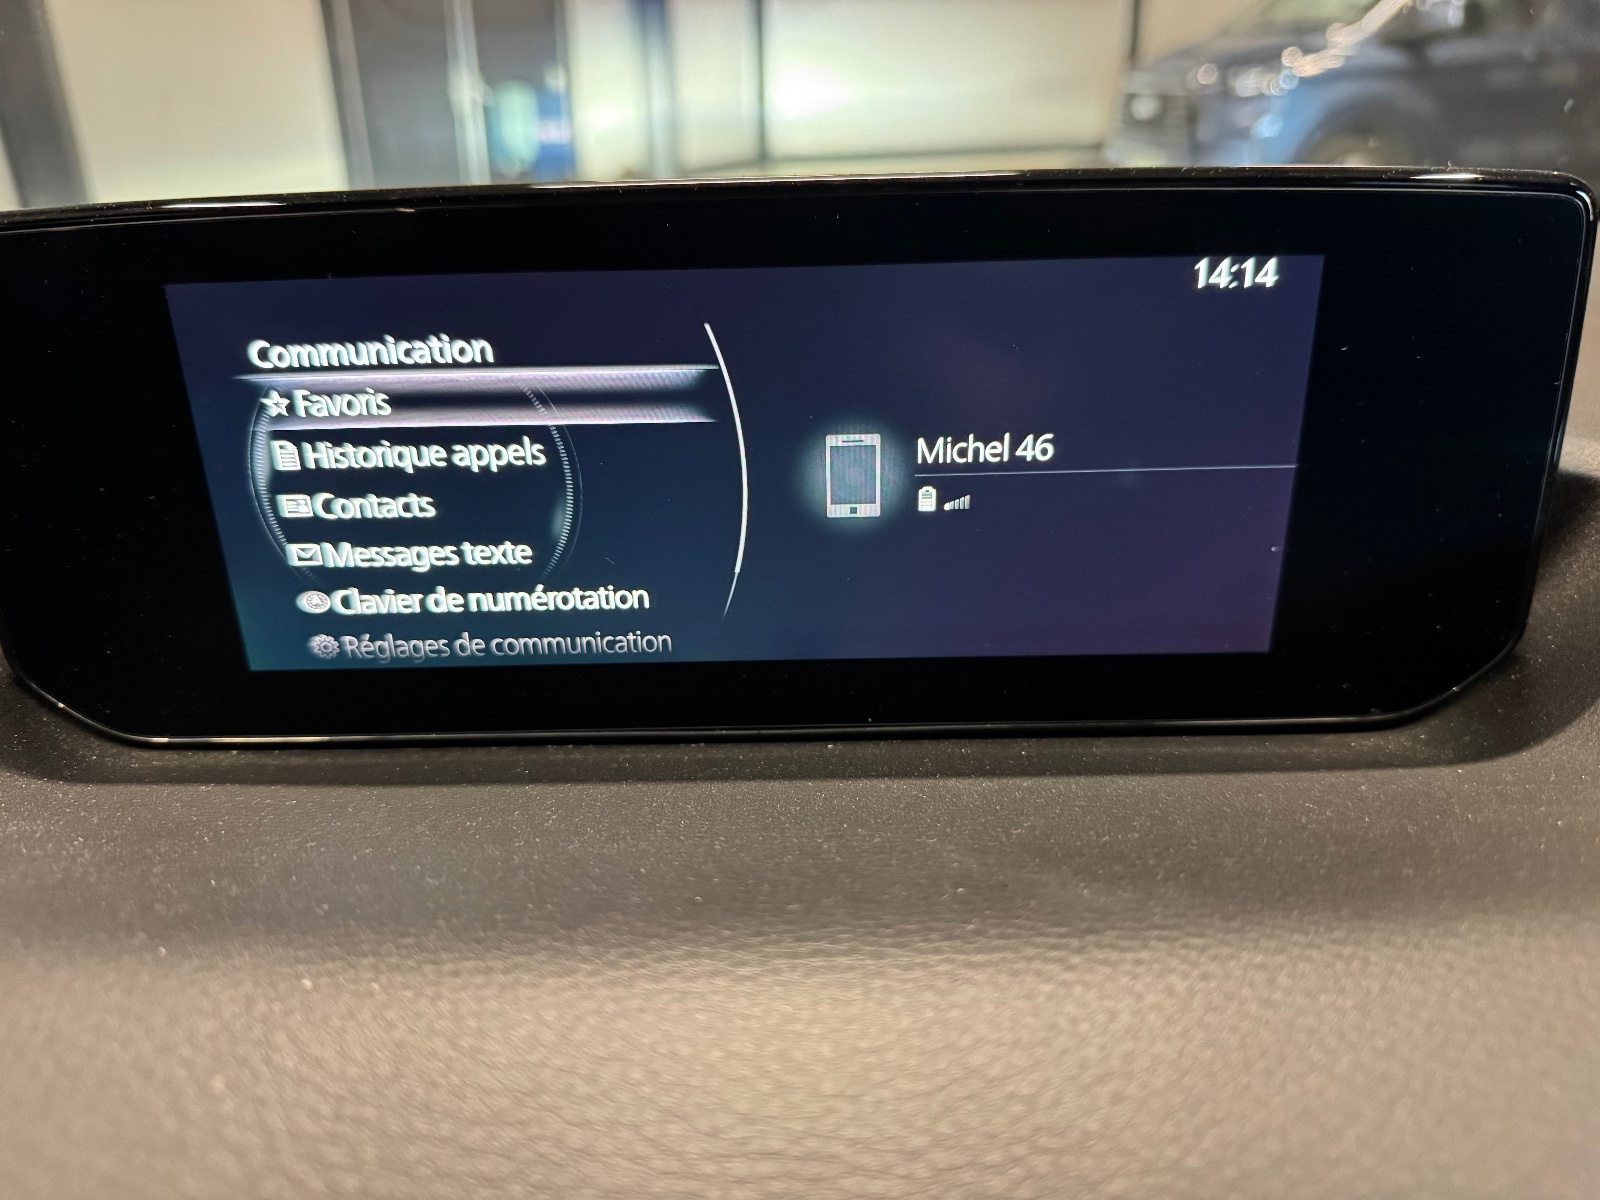 14:14
Communication
Favoris
Historique appels
Contacts
Messages texte
Clavier de numérotation
Réglages de communication
Michel 46